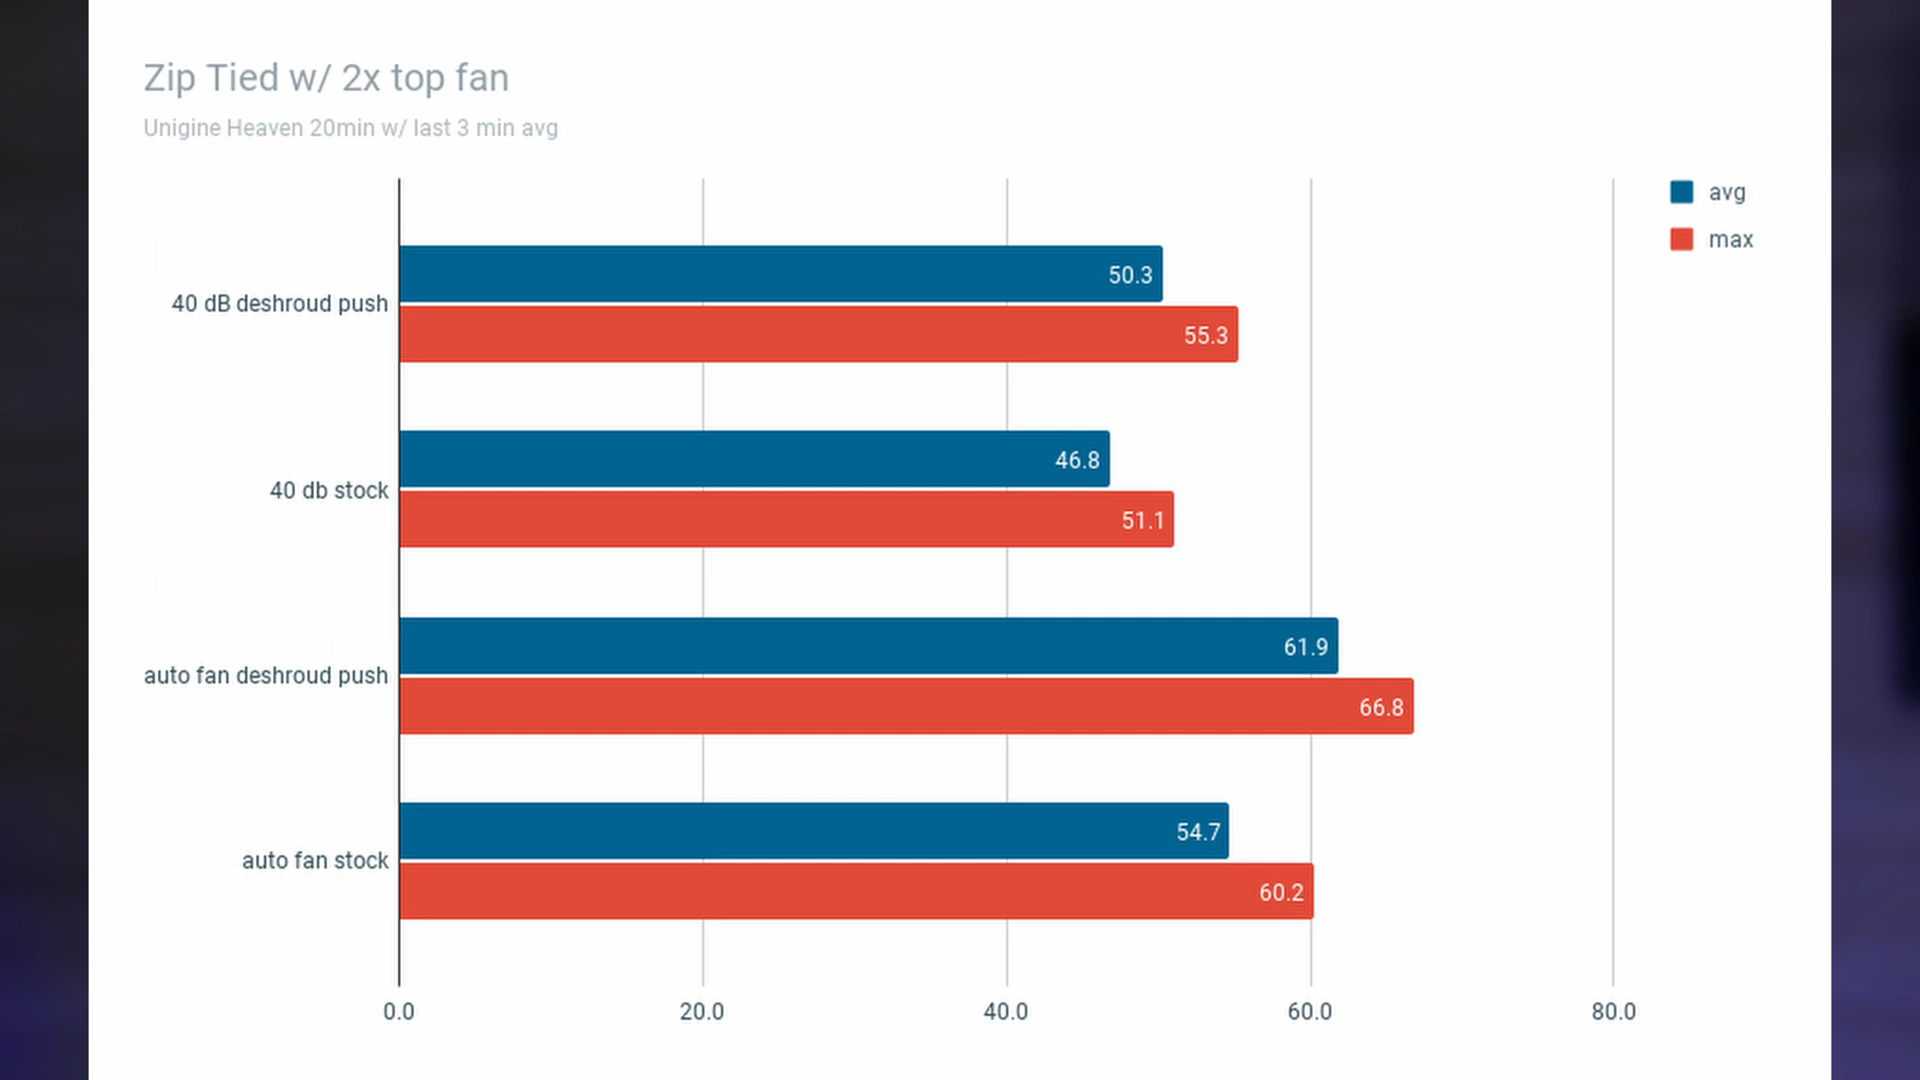 Zip Tied w/ 2x top fan
Unigine Heaven 20min w/ last 3 min avg
avg
max
40 dB deshroud push
50.3
55.3
40 db stock
46.8
51.1
auto fan deshroud push
61.9
66.8
auto fan stock
54.7
60.2
0.0 20.0 40.0 60.0 80.0